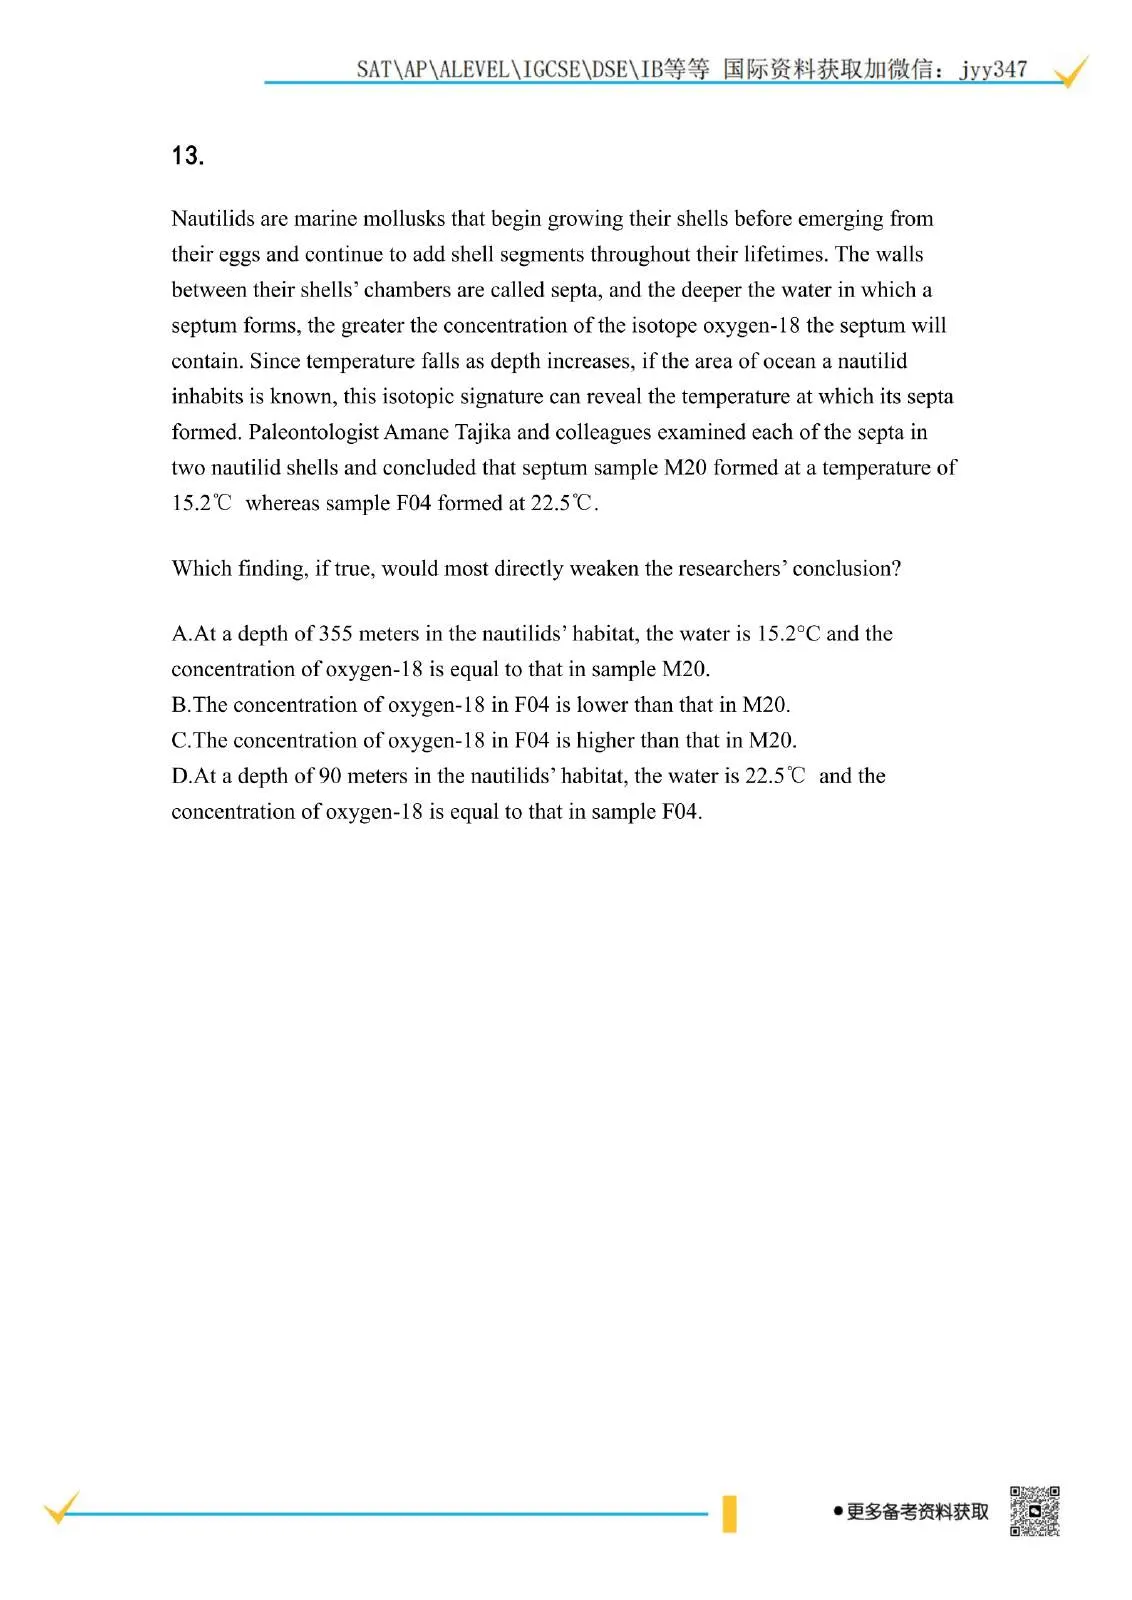 SAT\AP\ALEVEL\IGCSE\DSE\IB等等 国际资料获取加微信：jyy347
13.
Nautilids are marine mollusks that begin growing their shells before emerging from
their eggs and continue to add shell segments throughout their lifetimes. The walls
between their shells’ chambers are called septa, and the deeper the water in which a
septum forms, the greater the concentration of the isotope oxygen-18 the septum will
contain. Since temperature falls as depth increases, if the area of ocean a nautilid
inhabits is known, this isotopic signature can reveal the temperature at which its septa
formed. Paleontologist Amane Tajika and colleagues examined each of the septa in
two nautilid shells and concluded that septum sample M20 formed at a temperature of
15.2℃ whereas sample F04 formed at 22.5℃.
Which finding, if true, would most directly weaken the researchers’ conclusion?
A.At a depth of 355 meters in the nautilids’ habitat, the water is 15.2°C and the
concentration of oxygen-18 is equal to that in sample M20.
B.The concentration of oxygen-18 in F04 is lower than that in M20.
C.The concentration of oxygen-18 in F04 is higher than that in M20.
D.At a depth of 90 meters in the nautilids’ habitat, the water is 22.5℃ and the
concentration of oxygen-18 is equal to that in sample F04.
●更多备考资料获取